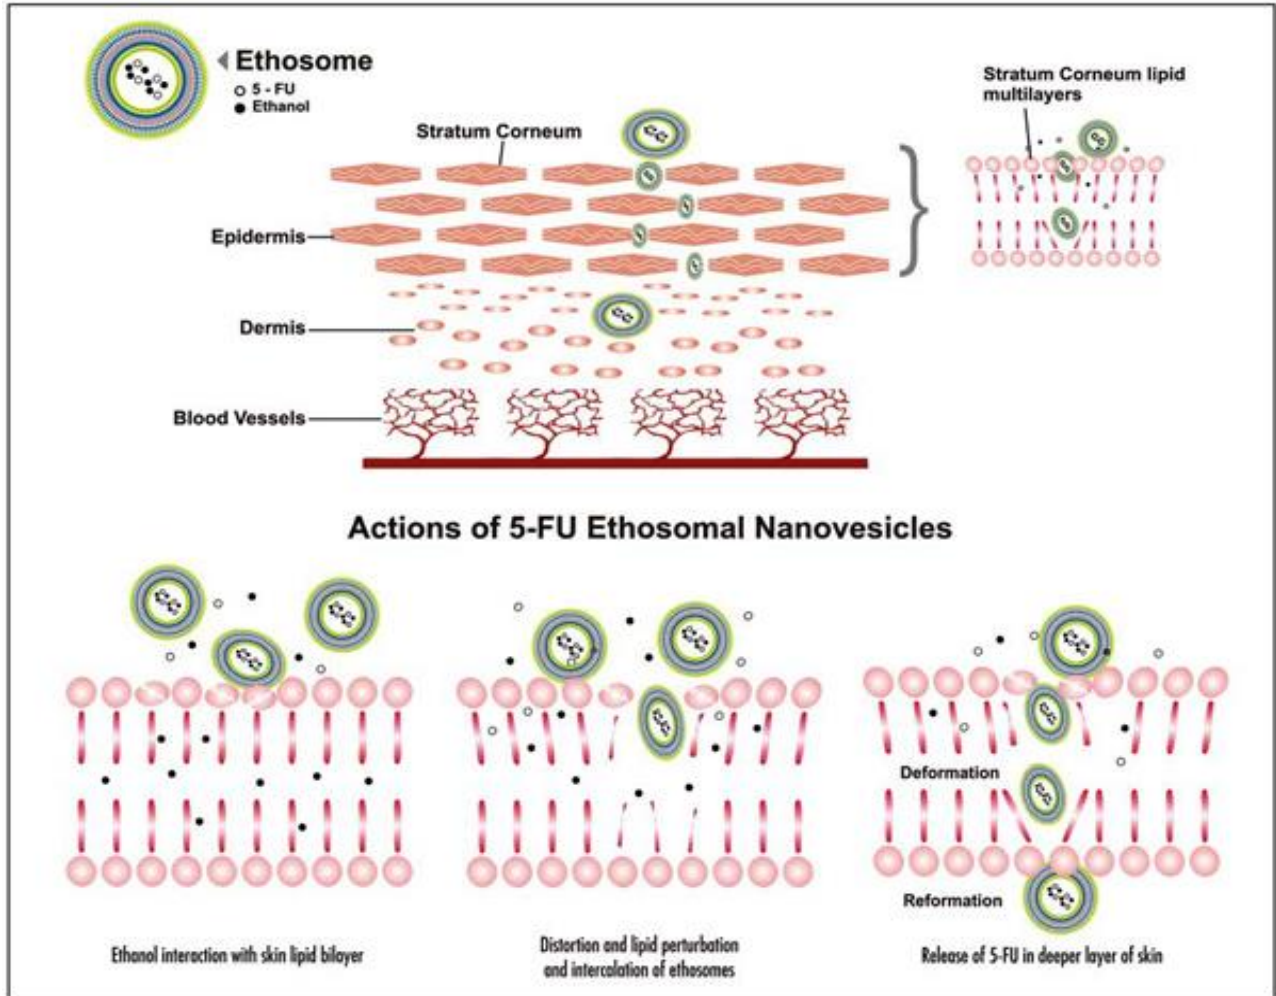 Ethosome
5 - FU
Ethanol
Stratum Corneum lipid
multilayers
Stratum Corneum
Epidermis
Dermis
Blood Vessels
Actions of 5-FU Ethosomal Nanovesicles
Deformation
Reformation
Ethanol interaction with skin lipid bilayer
Distortion and lipid perturbation
and intercalation of ethosomes
Release of 5-FU in deeper layer of skin